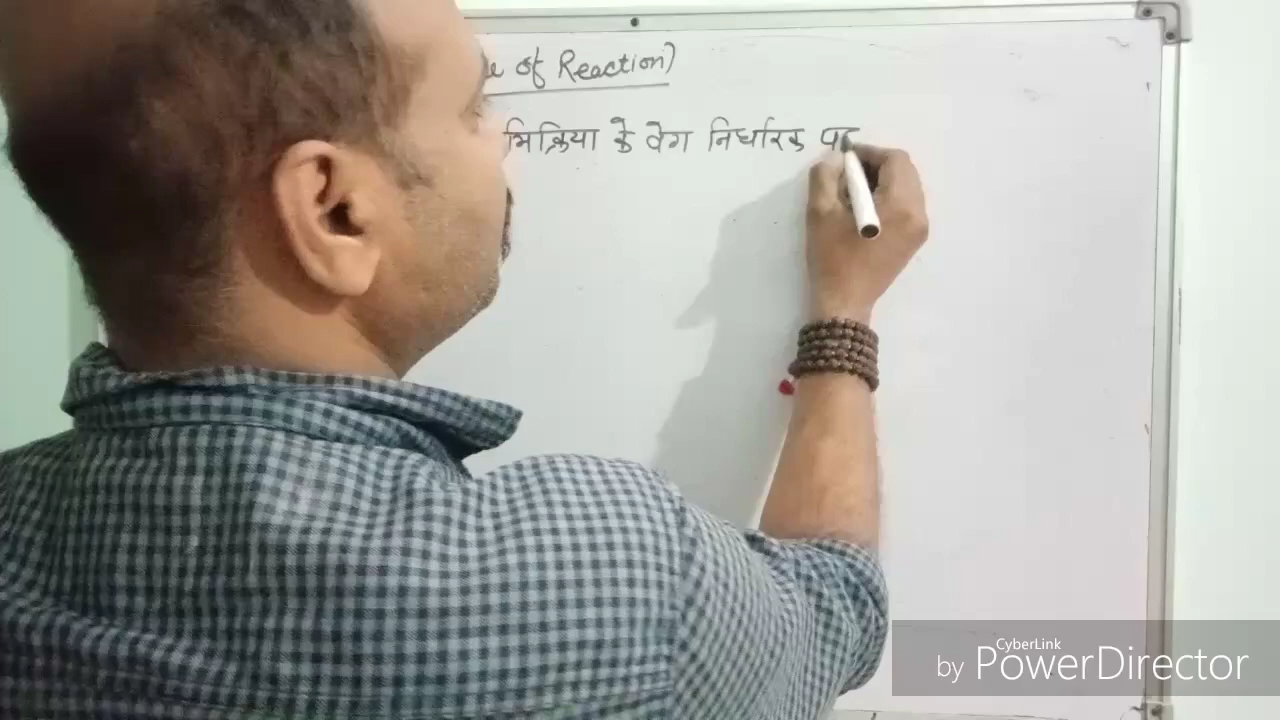 of Reaction)
भिक्रिया के वेग निर्धारक
CyberLink
by PowerDirector